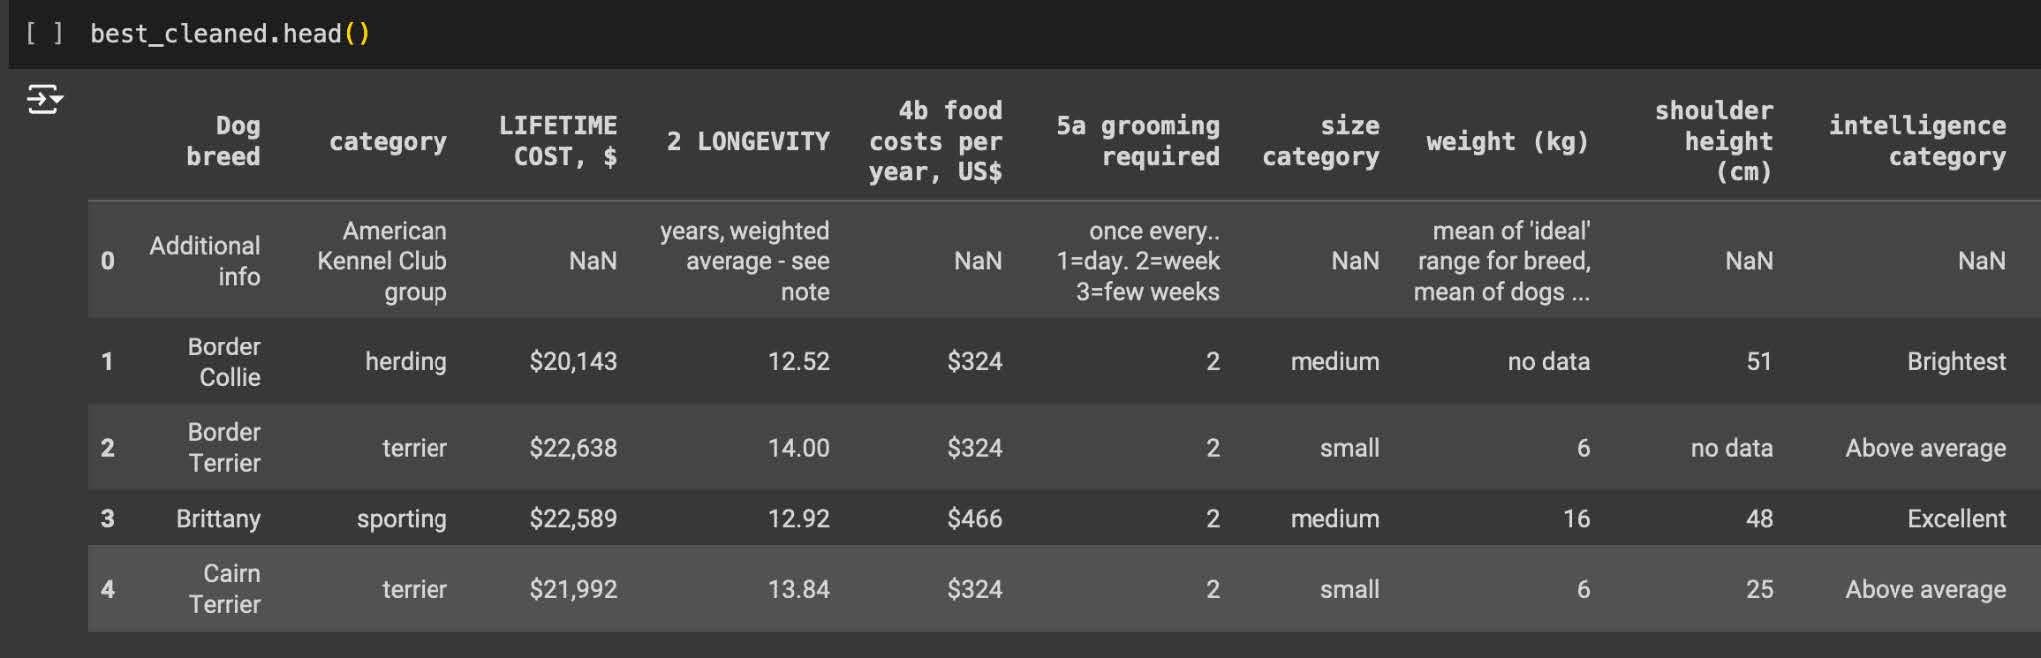 [ ] best_cleaned.head()
Dog breed category LIFETIME COST, $ 2 LONGEVITY 4b food costs per year, US$ 5a grooming required size category weight (kg) shoulder height (cm) intelligence category
0 Additional info American Kennel Club group NaN years, weighted average - see note NaN once every.. 1=day. 2=week 3=few weeks NaN mean of 'ideal' range for breed, mean of dogs ... NaN NaN
1 Border Collie herding $20,143 12.52 $324 2 medium no data 51 Brightest
2 Border Terrier terrier $22,638 14.00 $324 2 small 6 no data Above average
3 Brittany sporting $22,589 12.92 $466 2 medium 16 48 Excellent
4 Cairn Terrier terrier $21,992 13.84 $324 2 small 6 25 Above average